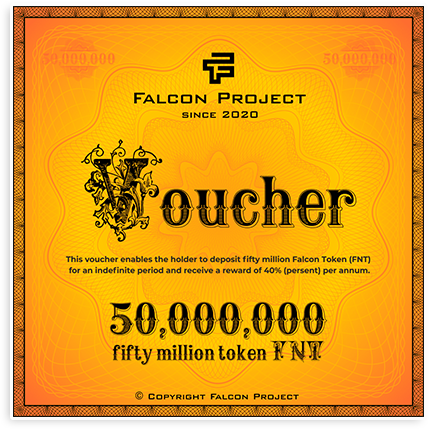 50,000,000 50,000,000
FALCON PROJECT
SINCE 2020
Voucher
This voucher enables the holder to deposit fifty million Falcon Token (FNT)
for an indefinite period and receive a reward of 40% (persent) per annum.
50,000,000
fifty million token FNT
© COPYRIGHT FALCON PROJECT